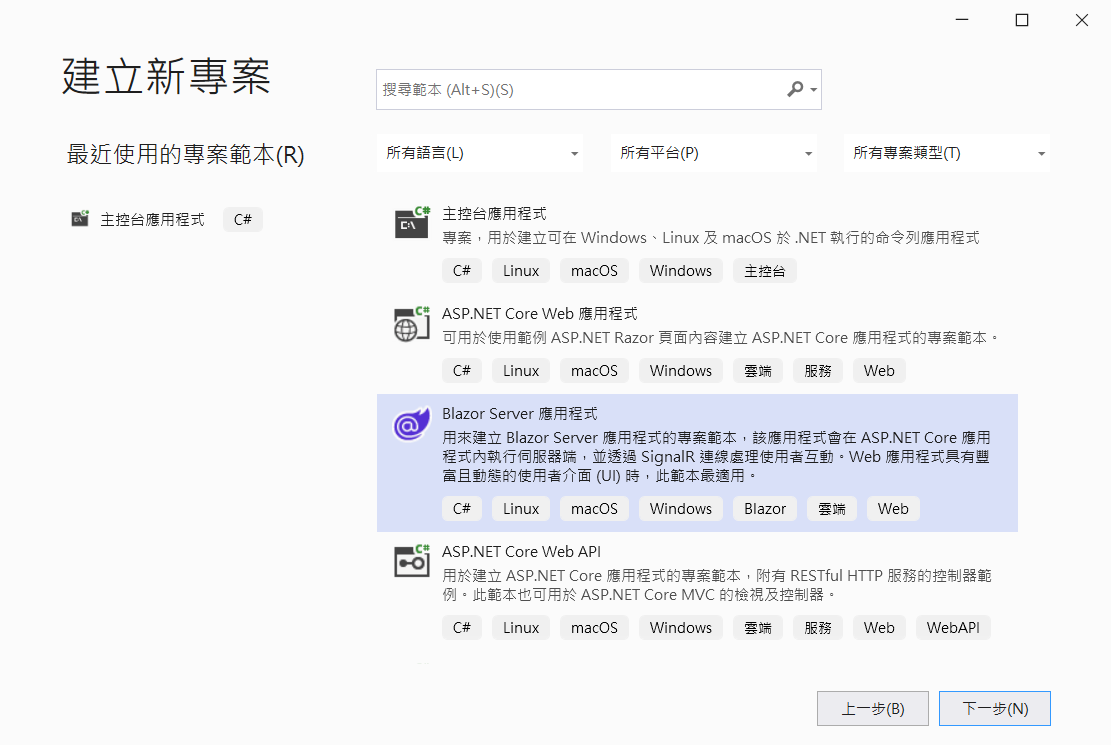 建立新專案
搜尋範本 (Alt+S)(S)
最近使用的專案範本(R)
所有語言(L)
所有平台(P)
所有專案類型(T)
主控台應用程式
C#
主控台應用程式
專案，用於建立可在 Windows、Linux 及 macOS 於 .NET 執行的命令列應用程式
C# Linux macOS Windows 主控台
ASP.NET Core Web 應用程式
可用於使用範例 ASP.NET Razor 頁面內容建立 ASP.NET Core 應用程式的專案範本。
C# Linux macOS Windows 雲端 服務 Web
Blazor Server 應用程式
用來建立 Blazor Server 應用程式的專案範本，該應用程式會在 ASP.NET Core 應用
程式內執行伺服器端，並透過 SignalR 連線處理使用者互動。Web 應用程式具有豐
富且動態的使用者介面 (UI) 時，此範本最適用。
C# Linux macOS Windows Blazor 雲端 Web
ASP.NET Core Web API
用於建立 ASP.NET Core 應用程式的專案範本，附有 RESTful HTTP 服務的控制器範
例。此範本也可用於 ASP.NET Core MVC 的檢視及控制器。
C# Linux macOS Windows 雲端 服務 Web WebAPI
上一步(B)
下一步(N)